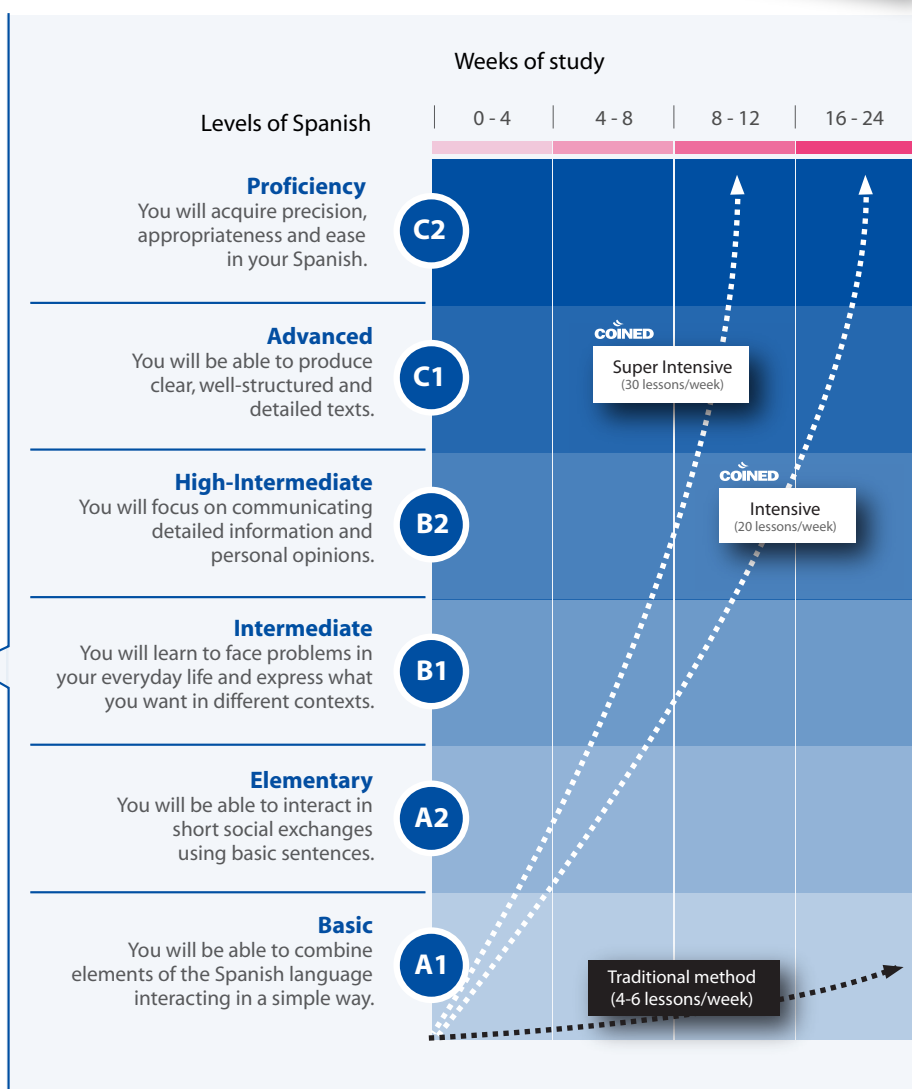 Weeks of study
Levels of Spanish
0 - 4
4 - 8
8 - 12
16 - 24
Proficiency
You will acquire precision,
appropriateness and ease
in your Spanish.
C2
Advanced
You will be able to produce
clear, well-structured and
detailed texts.
C1
COINED
Super Intensive
(30 lessons/week)
High-Intermediate
You will focus on communicating
detailed information and
personal opinions.
B2
COINED
Intensive
(20 lessons/week)
Intermediate
You will learn to face problems in
your everyday life and express what
you want in different contexts.
B1
Elementary
You will be able to interact in
short social exchanges
using basic sentences.
A2
Basic
You will be able to combine
elements of the Spanish language
interacting in a simple way.
A1
Traditional method
(4-6 lessons/week)